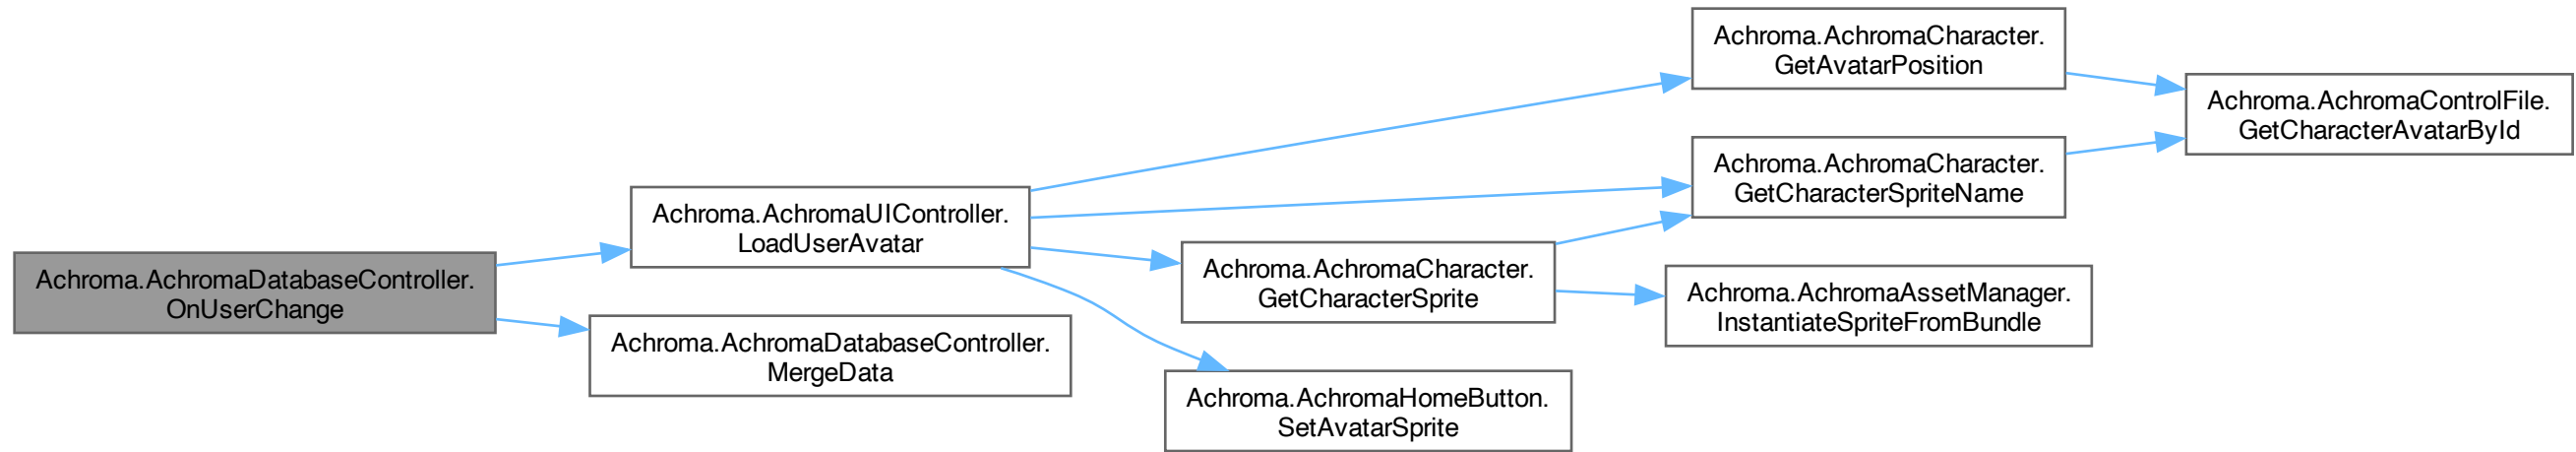 Achroma.AchromaDatabaseController.
OnUserChange
Achroma.AchromaUIController.
LoadUserAvatar
Achroma.AchromaDatabaseController.
MergeData
Achroma.AchromaCharacter.
GetAvatarPosition
Achroma.AchromaCharacter.
GetCharacterSpriteName
Achroma.AchromaCharacter.
GetCharacterSprite
Achroma.AchromaHomeButton.
SetAvatarSprite
Achroma.AchromaControlFile.
GetCharacterAvatarById
Achroma.AchromaAssetManager.
InstantiateSpriteFromBundle